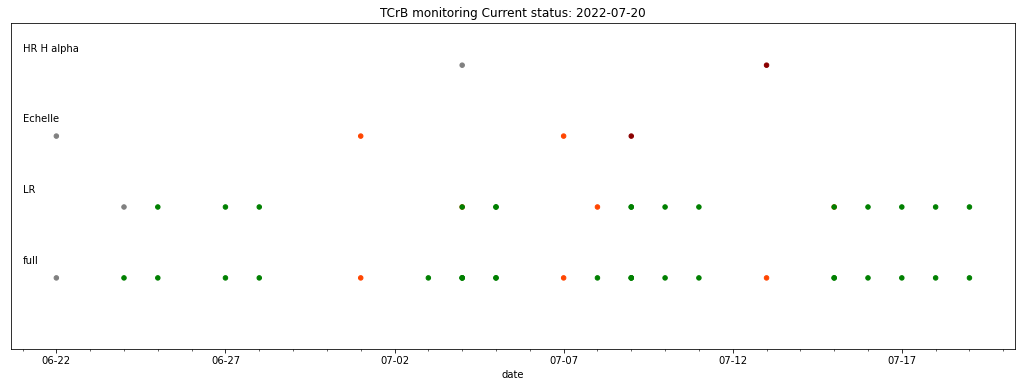 TCrB monitoring Current status: 2022-07-20
HR H alpha
Echelle
LR
full
06-22 06-27 07-02 07-07 07-12 07-17
date